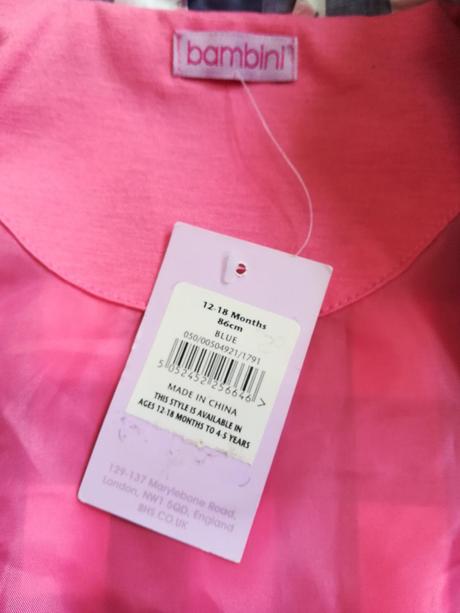 bambini
12-18 Months
86cm
BLUE
050/00504921/1791
5 052452 256646 >
MADE IN CHINA
THIS STYLE IS AVAILABLE IN
AGES 12-18 MONTHS TO 4-5 YEARS
129-137 Marylebone Road,
London, NW1 5QD, England
BHS.CO.UK